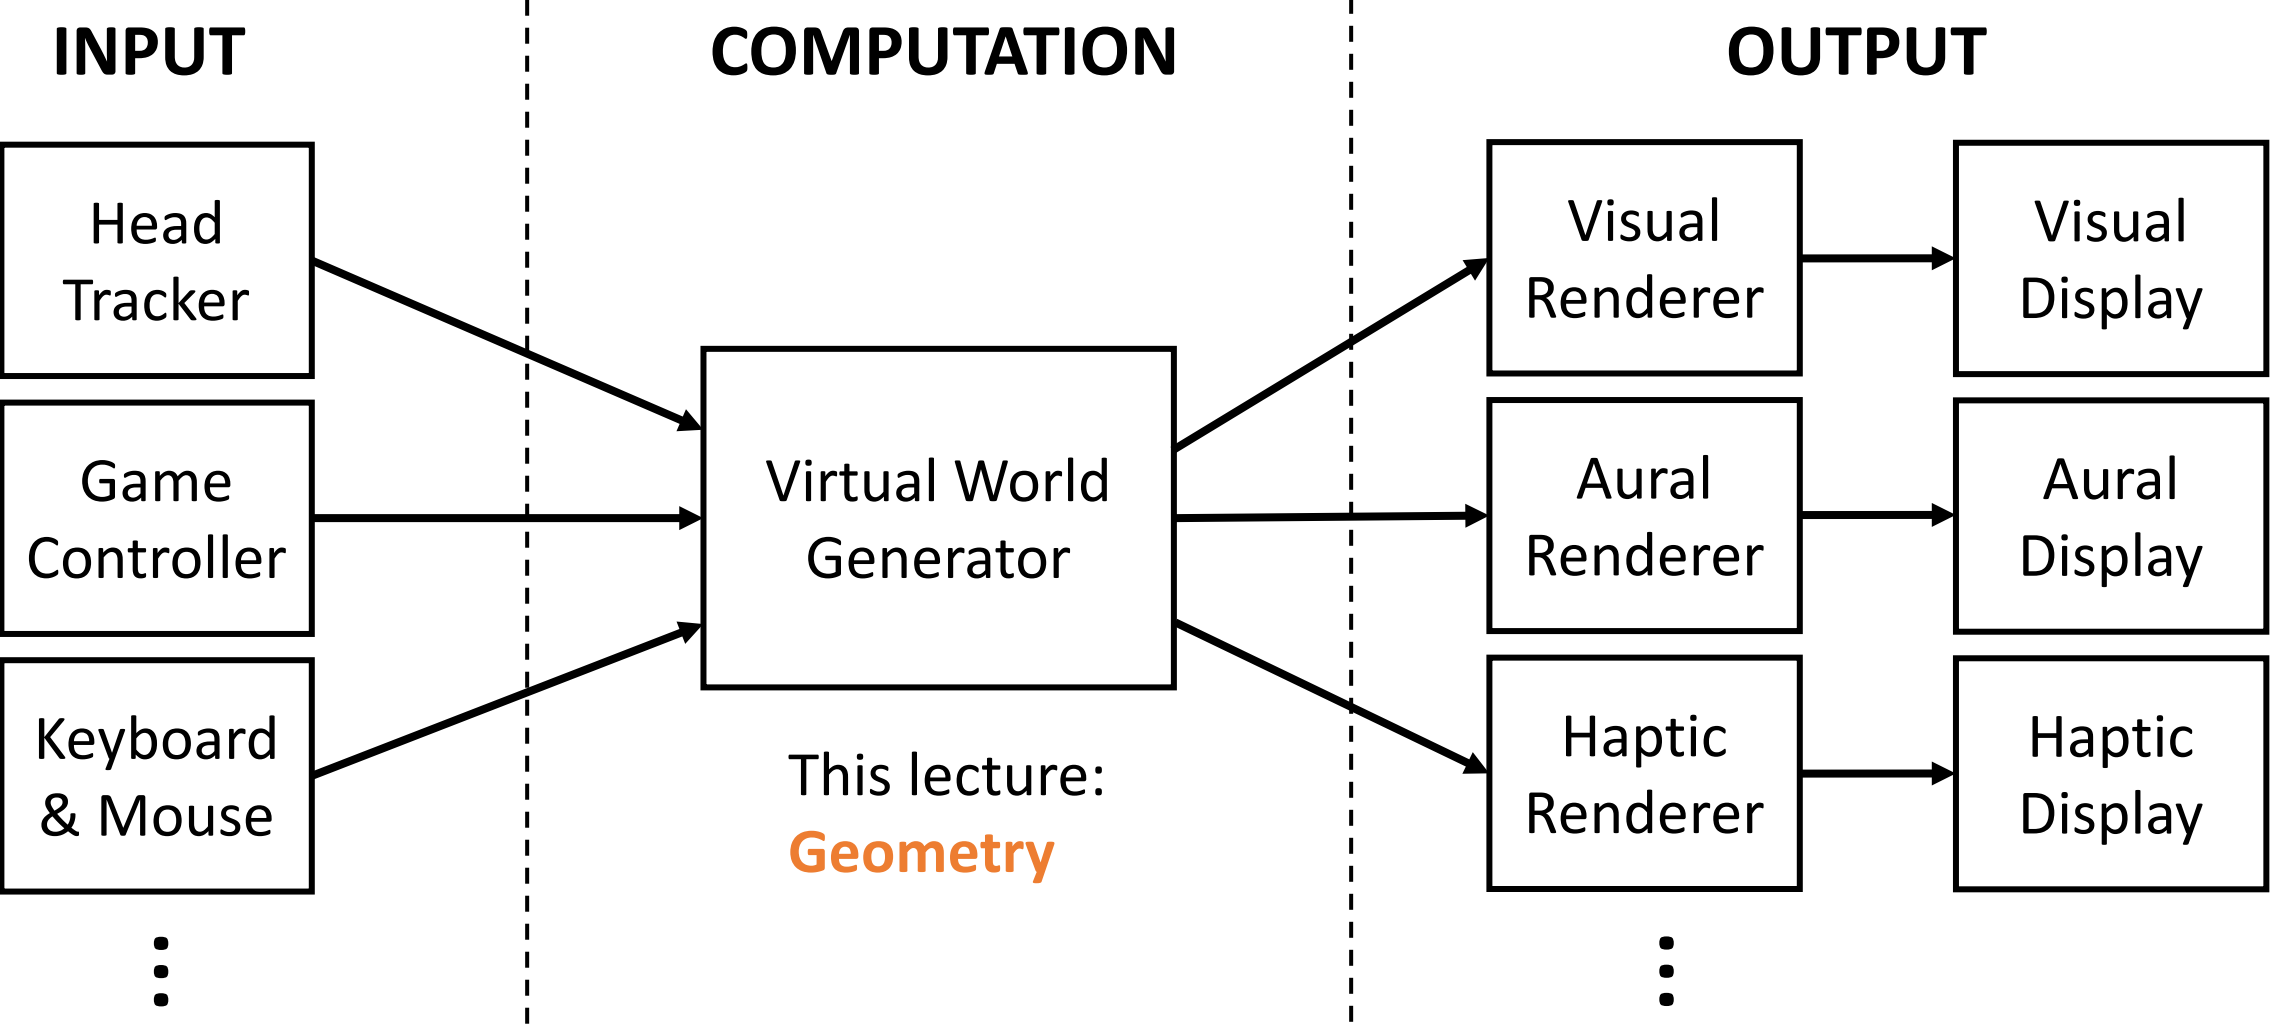 INPUT
COMPUTATION
OUTPUT
Head
Tracker
Game
Controller
Keyboard
& Mouse
Virtual World
Generator
This lecture:
Geometry
Visual
Renderer
Visual
Display
Aural
Renderer
Aural
Display
Haptic
Renderer
Haptic
Display